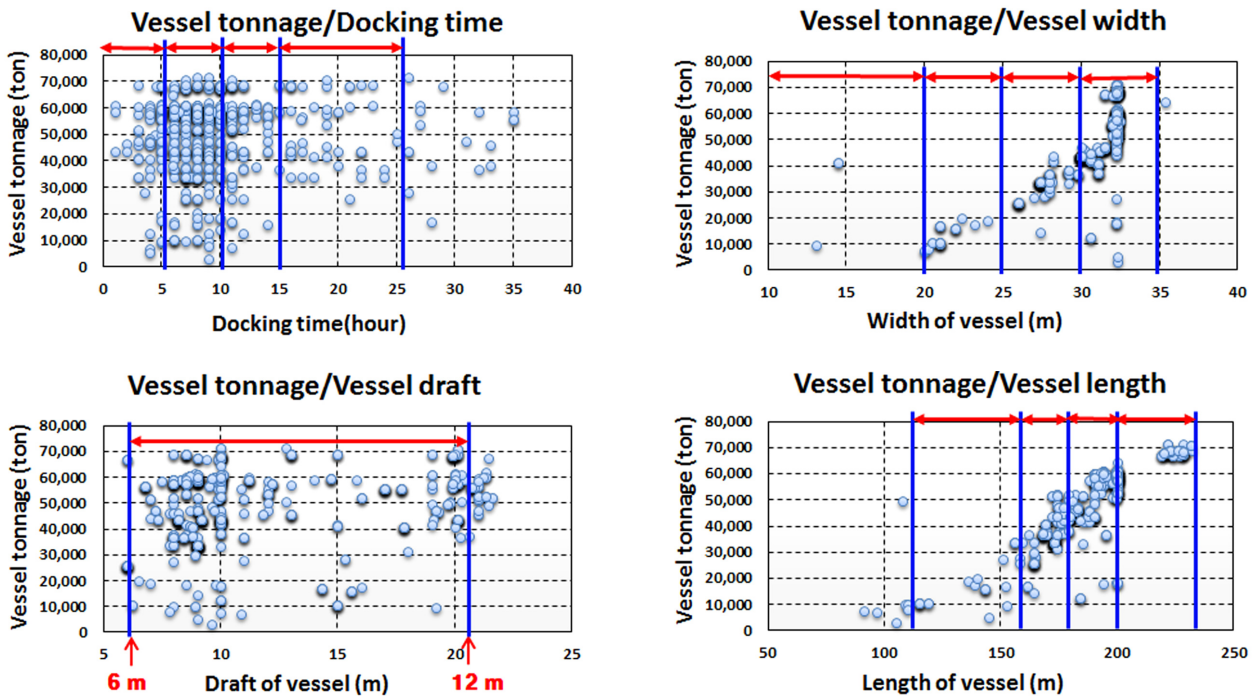 Vessel tonnage/Docking time
Vessel tonnage (ton)
80,000
70,000
60,000
50,000
40,000
30,000
20,000
10,000
0
0 5 10 15 20 25 30 35 40
Docking time(hour)
Vessel tonnage/Vessel width
Vessel tonnage (ton)
80,000
70,000
60,000
50,000
40,000
30,000
20,000
10,000
0
10 15 20 25 30 35 40
Width of vessel (m)
Vessel tonnage/Vessel draft
Vessel tonnage (ton)
80,000
70,000
60,000
50,000
40,000
30,000
20,000
10,000
0
5 10 15 20 25
6 m Draft of vessel (m) 12 m
Vessel tonnage/Vessel length
Vessel tonnage (ton)
80,000
70,000
60,000
50,000
40,000
30,000
20,000
10,000
0
50 100 150 200 250
Length of vessel (m)